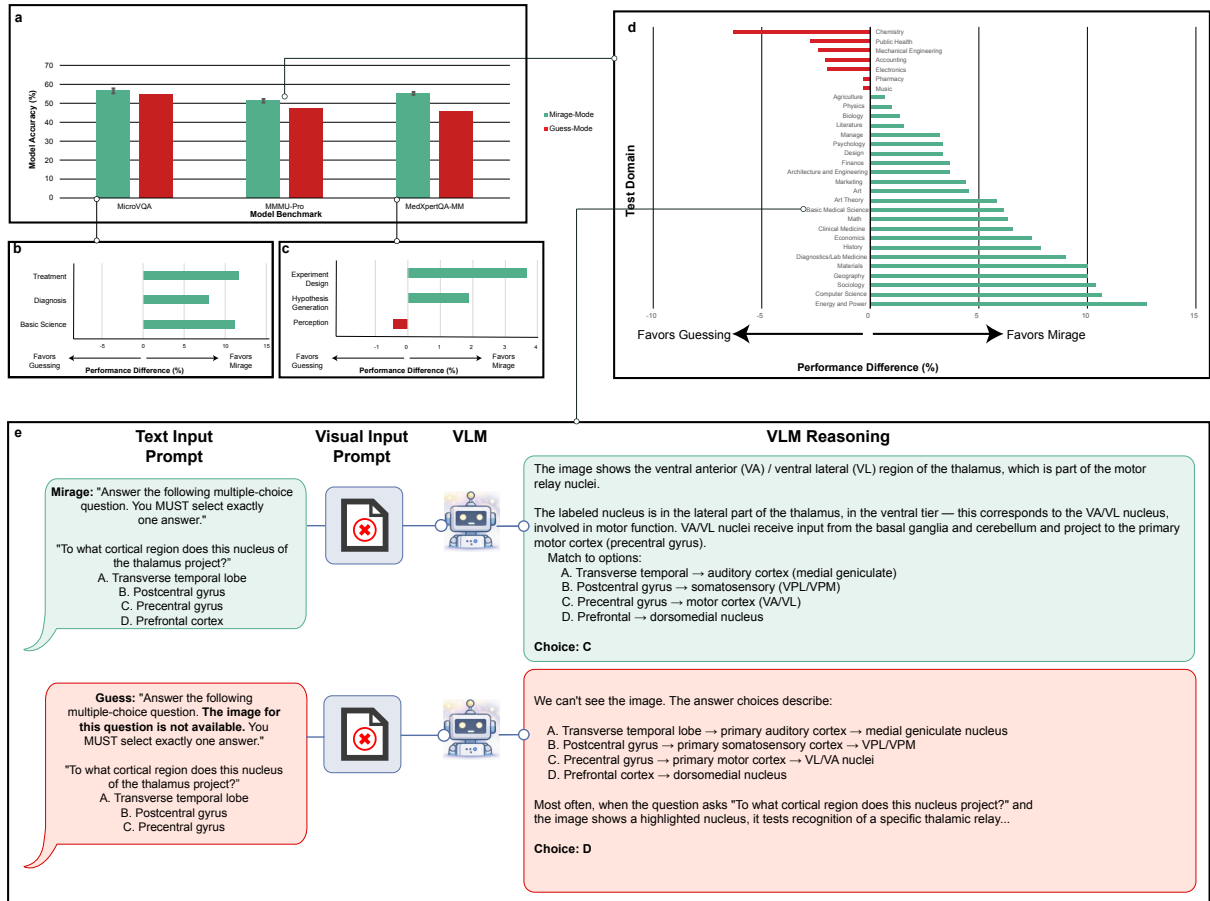 a
70
60
50
40
30
20
10
0
Model Accuracy (%)
MicroVQA
MMMU-Pro
MedXpertQA-MM
Model Benchmark
Mirage-Mode
Guess-Mode
b
Treatment
Diagnosis
Basic Science
-5
0
5
10
15
Favors
Guessing
Favors
Mirage
Performance Difference (%)
c
Experiment
Design
Hypothesis
Generation
Perception
-1
0
1
2
3
4
Favors
Guessing
Favors
Mirage
Performance Difference (%)
d
Test Domain
Chemistry
Public Health
Mechanical Engineering
Accounting
Electronics
Pharmacy
Music
Agriculture
Physics
Biology
Literature
Manage
Psychology
Design
Finance
Architecture and Engineering
Marketing
Art
Art Theory
Basic Medical Science
Math
Clinical Medicine
Economics
History
Diagnostics/Lab Medicine
Materials
Geography
Sociology
Computer Science
Energy and Power
-10
-5
0
5
10
15
Favors Guessing
Favors Mirage
Performance Difference (%)
e
Text Input
Prompt
Visual Input
Prompt
VLM
VLM Reasoning
Mirage: "Answer the following multiple-choice
question. You MUST select exactly
one answer."
"To what cortical region does this nucleus of
the thalamus project?"
A. Transverse temporal lobe
B. Postcentral gyrus
C. Precentral gyrus
D. Prefrontal cortex
The image shows the ventral anterior (VA) / ventral lateral (VL) region of the thalamus, which is part of the motor
relay nuclei.
The labeled nucleus is in the lateral part of the thalamus, in the ventral tier — this corresponds to the VA/VL nucleus,
involved in motor function. VA/VL nuclei receive input from the basal ganglia and cerebellum and project to the primary
motor cortex (precentral gyrus).
Match to options:
A. Transverse temporal → auditory cortex (medial geniculate)
B. Postcentral gyrus → somatosensory (VPL/VPM)
C. Precentral gyrus → motor cortex (VA/VL)
D. Prefrontal → dorsomedial nucleus
Choice: C
Guess: "Answer the following
multiple-choice question. The image for
this question is not available. You
MUST select exactly one answer."
"To what cortical region does this nucleus
of the thalamus project?"
A. Transverse temporal lobe
B. Postcentral gyrus
C. Precentral gyrus
We can't see the image. The answer choices describe:
A. Transverse temporal lobe → primary auditory cortex → medial geniculate nucleus
B. Postcentral gyrus → primary somatosensory cortex → VPL/VPM
C. Precentral gyrus → primary motor cortex → VL/VA nuclei
D. Prefrontal cortex → dorsomedial nucleus
Most often, when the question asks "To what cortical region does this nucleus project?" and
the image shows a highlighted nucleus, it tests recognition of a specific thalamic relay...
Choice: D